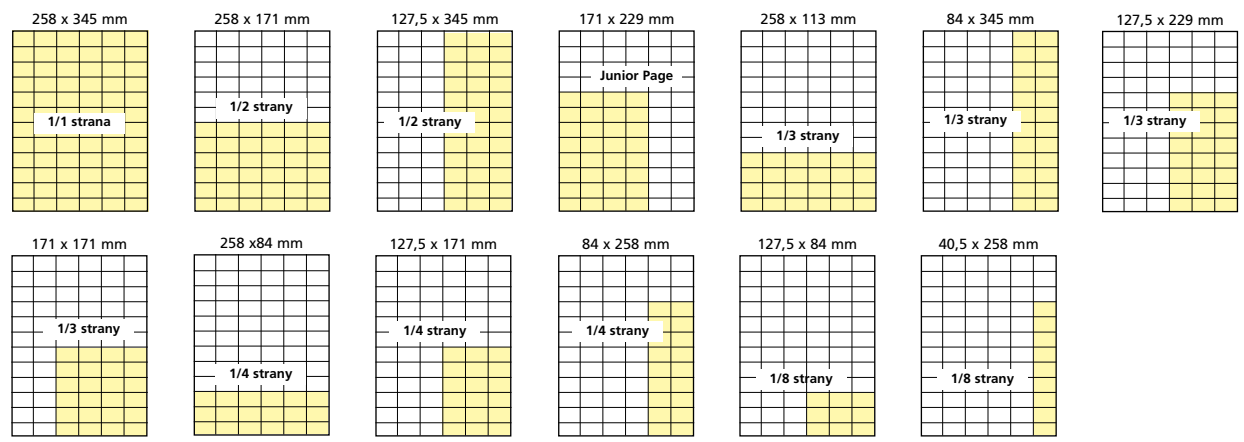 258 x 345 mm
1/1 strana
258 x 171 mm
1/2 strany
127,5 x 345 mm
1/2 strany
171 x 229 mm
Junior Page
258 x 113 mm
1/3 strany
84 x 345 mm
1/3 strany
127,5 x 229 mm
1/3 strany
171 x 171 mm
1/3 strany
258 x84 mm
1/4 strany
127,5 x 171 mm
1/4 strany
84 x 258 mm
1/4 strany
127,5 x 84 mm
1/8 strany
40,5 x 258 mm
1/8 strany